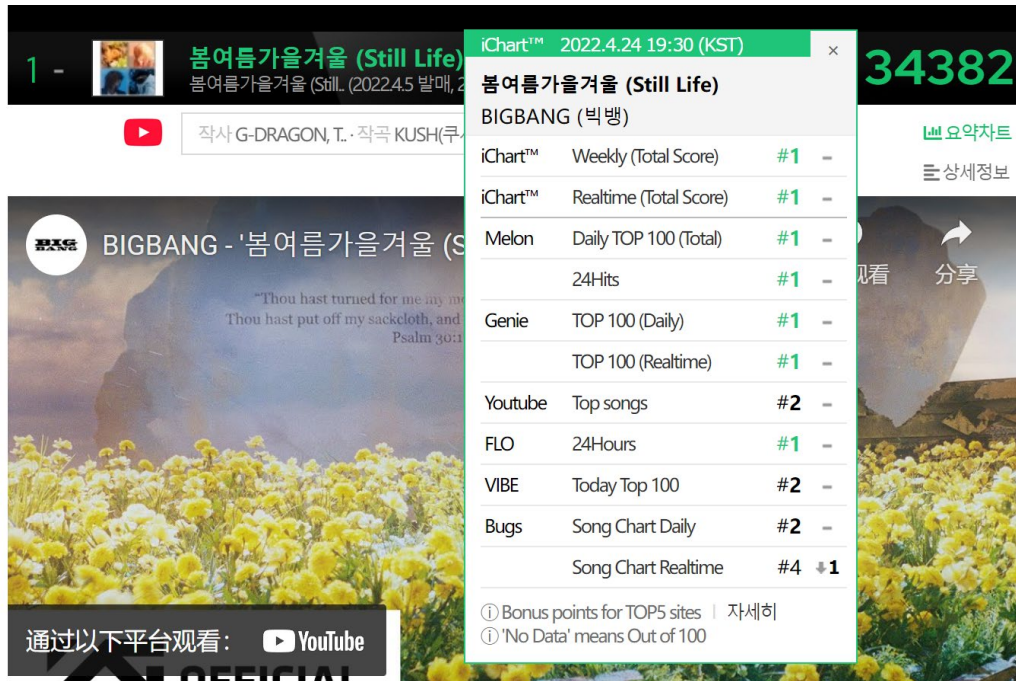 1 -
봄여름가을겨울 (Still Life)
봄여름가을겨울 (Still.. (2022.4.5 발매, 2
34382
작사 G-DRAGON, T.. · 작곡 KUSH(쿠시
요약차트
상세정보
iChart™ 2022.4.24 19:30 (KST) ×
봄여름가을겨울 (Still Life)
BIGBANG (빅뱅)
iChart™ Weekly (Total Score) #1 -
iChart™ Realtime (Total Score) #1 -
Melon Daily TOP 100 (Total) #1 -
24Hits #1 -
Genie TOP 100 (Daily) #1 -
TOP 100 (Realtime) #1 -
Youtube Top songs #2 -
FLO 24Hours #1 -
VIBE Today Top 100 #2 -
Bugs Song Chart Daily #2 -
Song Chart Realtime #4 ↓1
ⓘ Bonus points for TOP5 sites | 자세히
ⓘ 'No Data' means Out of 100
BIG
BANG
BIGBANG - '봄여름가을겨울 (S
观看
分享
"Thou hast turned for me my
Thou hast put off my sackcloth, and
Psalm 30:1
通过以下平台观看： YouTube
OFFICIAL